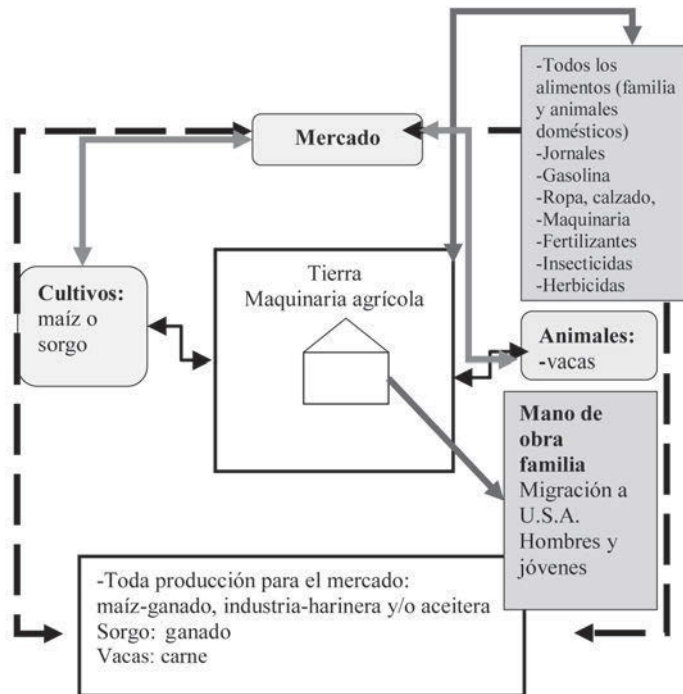 -Todos los
alimentos (familia
y animales
domésticos)
-Jornales
-Gasolina
-Ropa, calzado,
-Maquinaria
-Fertilizantes
-Insecticidas
-Herbicidas
Mercado
Tierra
Maquinaria agrícola
Cultivos:
maíz o
sorgo
Animales:
-vacas
Mano de
obra
familia
Migración a
U.S.A.
Hombres y
jóvenes
-Toda producción para el mercado:
maíz-ganado, industria-harinera y/o aceitera
Sorgo: ganado
Vacas: carne